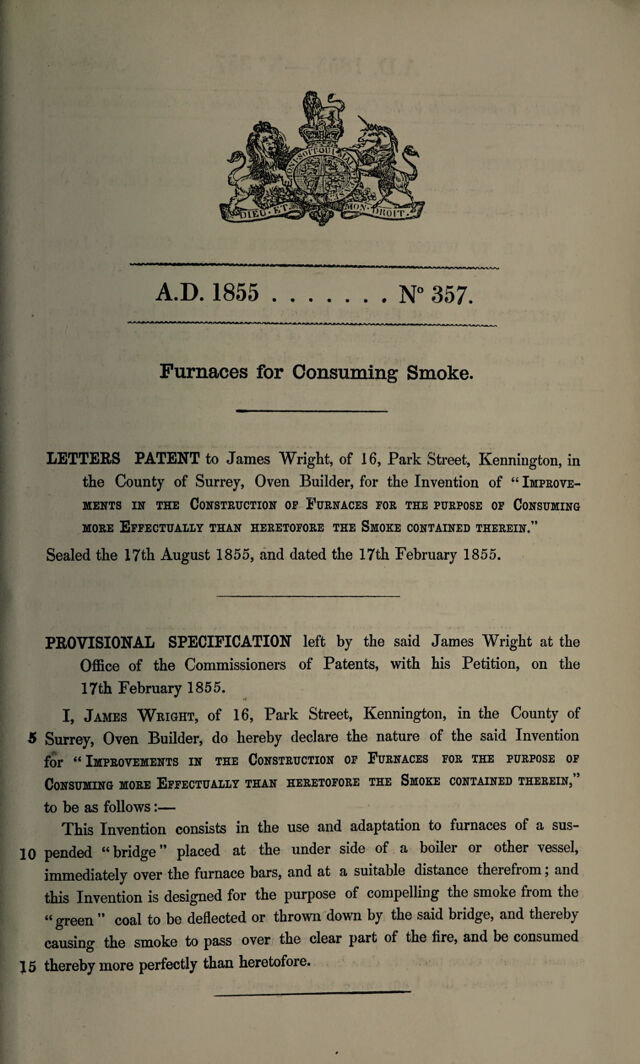 HONI SOIT QUI MAL
DIEU·ET· MON·DROIT·
A.D. 1855 . . . . . . . . N° 357.
Furnaces for Consuming Smoke.
LETTERS PATENT to James Wright, of 16, Park Street, Kennington, in
the County of Surrey, Oven Builder, for the Invention of “Improve-
ments in the Construction of Furnaces for the purpose of Consuming
more Effectually than heretofore the Smoke contained therein.”
Sealed the 17th August 1855, and dated the 17th February 1855.
PROVISIONAL SPECIFICATION left by the said James Wright at the
Office of the Commissioners of Patents, with his Petition, on the
17th February 1855.
I, James Wright, of 16, Park Street, Kennington, in the County of
5 Surrey, Oven Builder, do hereby declare the nature of the said Invention
for “Improvements in the Construction of Furnaces for the purpose of
Consuming more Effectually than heretofore the Smoke contained therein,”
to be as follows:—
This Invention consists in the use and adaptation to furnaces of a sus-
10 pended “bridge” placed at the under side of a boiler or other vessel,
immediately over the furnace bars, and at a suitable distance therefrom; and
this Invention is designed for the purpose of compelling the smoke from the
“green” coal to be deflected or thrown down by the said bridge, and thereby
causing the smoke to pass over the clear part of the fire, and be consumed
15 thereby more perfectly than heretofore.